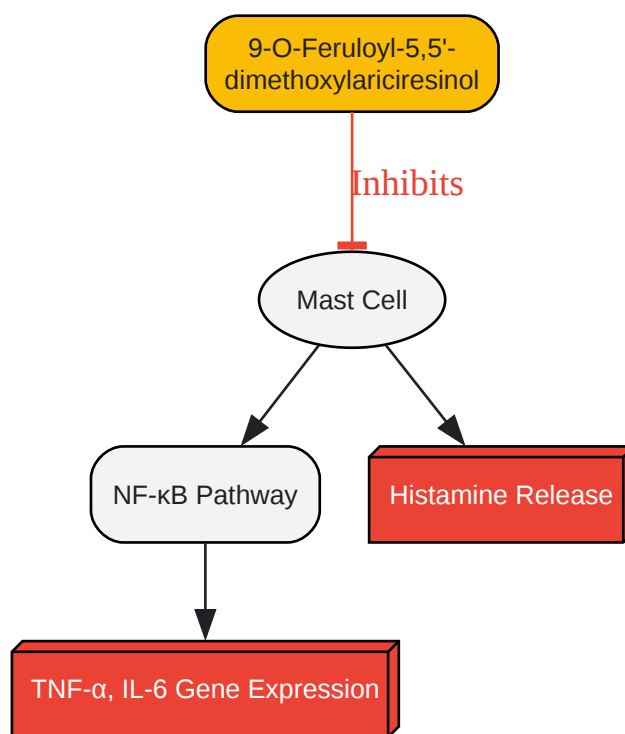 9-O-Feruloyl-5,5'-
dimethoxylariciresinol
Inhibits
Mast Cell
NF-κB Pathway
Histamine Release
TNF-α, IL-6 Gene Expression